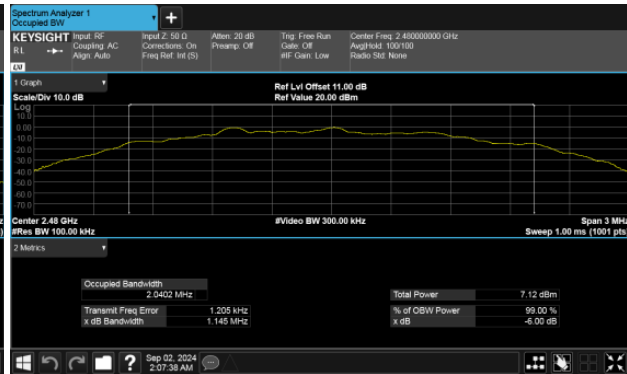 Spectrum Analyzer 1
Occupied BW
KEYSIGHT Input: RF Input Z: 50 Ω Atten: 20 dB Trig: Free Run Center Freq: 2.480000000 GHz
RL Coupling: AC Corrections: On Preamp: Off Gate: Off Avg|Hold: 100/100
Align: Auto Freq Ref: Int (S) #IF Gain: Low Radio Std: None
LXI
1 Graph
Ref Lvl Offset 11.00 dB
Scale/Div 10.0 dB Ref Value 20.00 dBm
Log
10.0
0.00
-10.0
-20.0
-30.0
-40.0
-50.0
-60.0
-70.0
Center 2.48 GHz #Video BW 300.00 kHz Span 3 MHz
#Res BW 100.00 kHz Sweep 1.00 ms (1001 pts
2 Metrics
Occupied Bandwidth
2.0402 MHz Total Power 7.12 dBm
Transmit Freq Error 1.205 kHz % of OBW Power 99.00 %
x dB Bandwidth 1.145 MHz x dB -6.00 dB
? Sep 02, 2024
2:07:38 AM